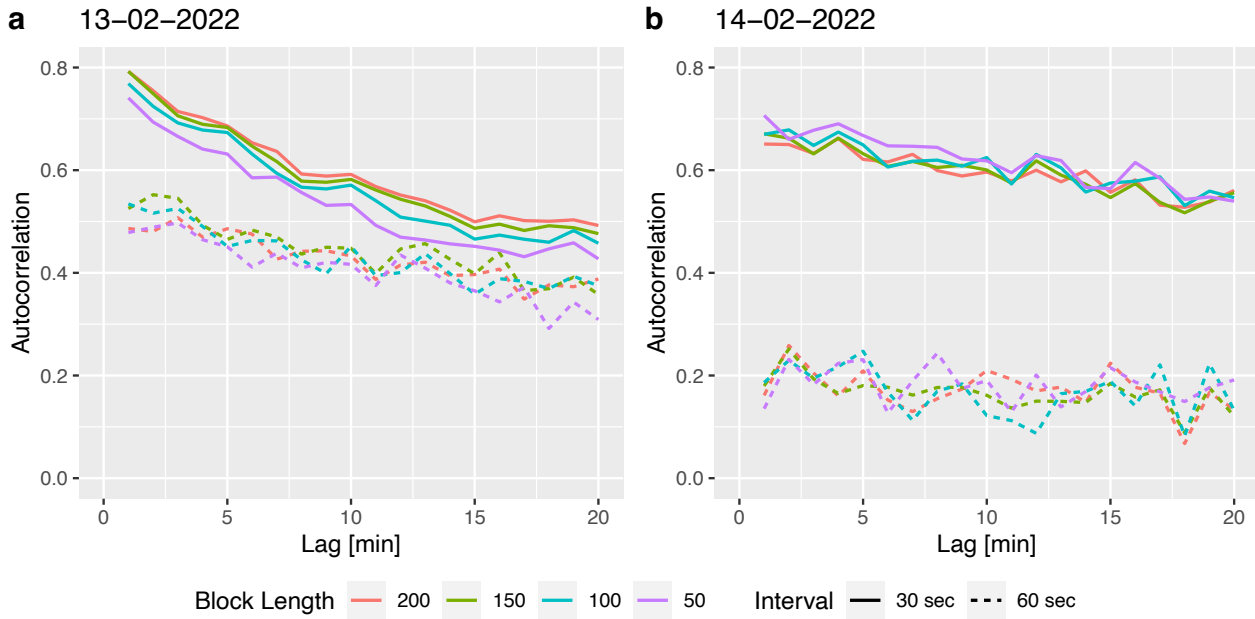 a 13−02−2022
Autocorrelation
0.8
0.6
0.4
0.2
0.0
0 5 10 15 20
Lag [min]
b 14−02−2022
Autocorrelation
0.8
0.6
0.4
0.2
0.0
0 5 10 15 20
Lag [min]
Block Length 200 150 100 50 Interval 30 sec 60 sec